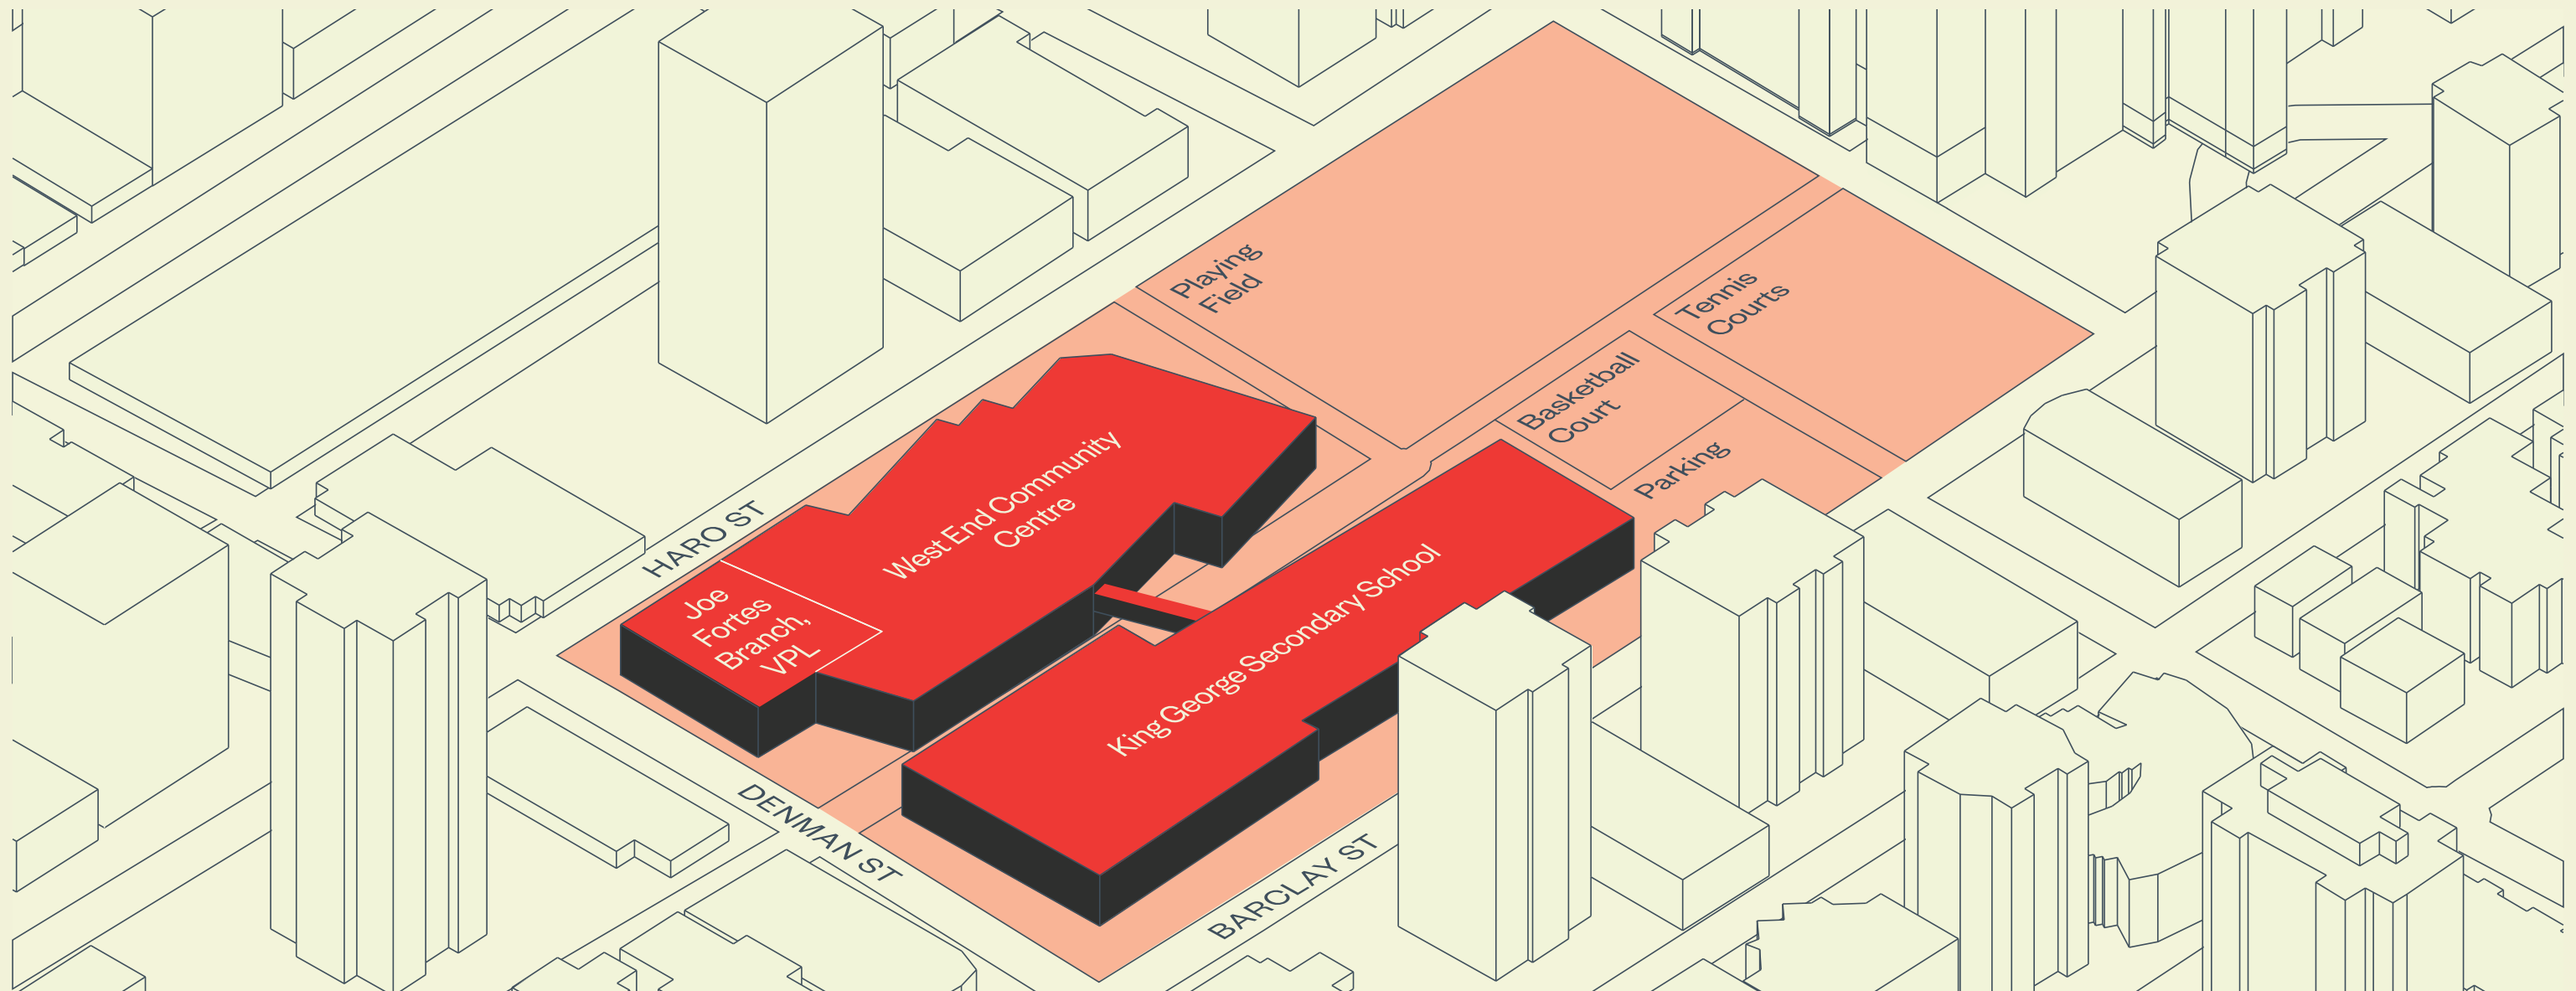 Playing
Field
Tennis
Courts
Basketball
Court
Parking
West End Community
Centre
HARO ST
Joe
Fortes
Branch,
VPL
King George Secondary School
DENMAN ST
BARCLAY ST